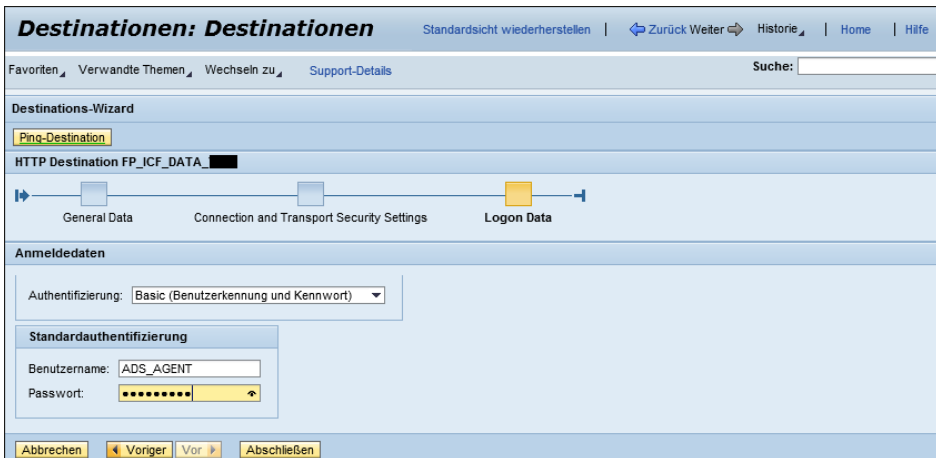 Destinationen: Destinationen Standardsicht wiederherstellen | Zurück Weiter Historie | Home | Hilfe
Favoriten Verwandte Themen Wechseln zu Support-Details Suche:
Destinations-Wizard
Ping-Destination
HTTP Destination FP_ICF_DATA_
General Data Connection and Transport Security Settings Logon Data
Anmeldedaten
Authentifizierung: Basic (Benutzerkennung und Kennwort)
Standardauthentifizierung
Benutzername: ADS_AGENT
Passwort: •••••••••
Abbrechen Voriger Vor Abschließen